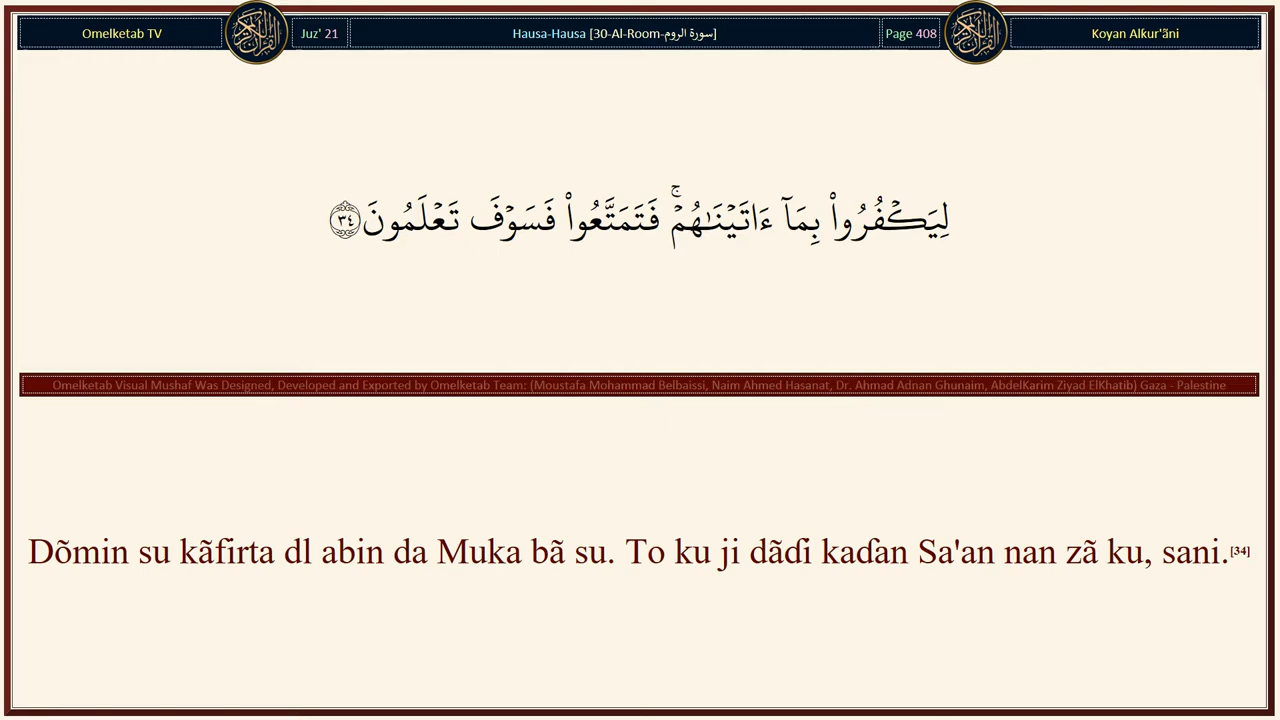 Omelketab TV
Juz' 21
Hausa-Hausa [30-Al-Room-سورة الروم]
Page 408
Koyan Alƙur'ãni
لِيَكۡفُرُواْ بِمَآ ءَاتَيۡنَٰهُمۡۚ فَتَمَتَّعُواْ فَسَوۡفَ تَعۡلَمُونَ ٣٤
Omelketab Visual Mushaf Was Designed, Developed and Exported by Omelketab Team: (Moustafa Mohammad Belbaissi, Naim Ahmed Hasanat, Dr. Ahmad Adnan Ghunaim, AbdelKarim Ziyad ElKhatib) Gaza - Palestine
Dõmin su kãfirta dl abin da Muka bã su. To ku ji dãɗi kaɗan Sa'an nan zã ku, sani.[34]